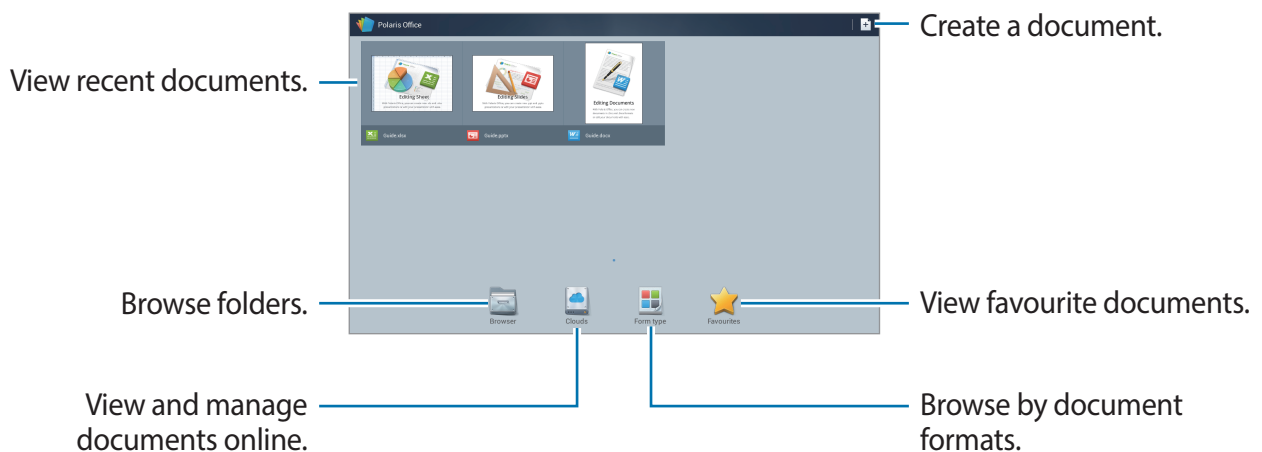 Polaris Office
Create a document.
View recent documents.
Editing Sheet
Editing Slides
Editing Documents
Guide.xlsx
Guide.pptx
Guide.docx
Browse folders.
View favourite documents.
Browser
Clouds
Form type
Favourites
View and manage
documents online.
Browse by document
formats.